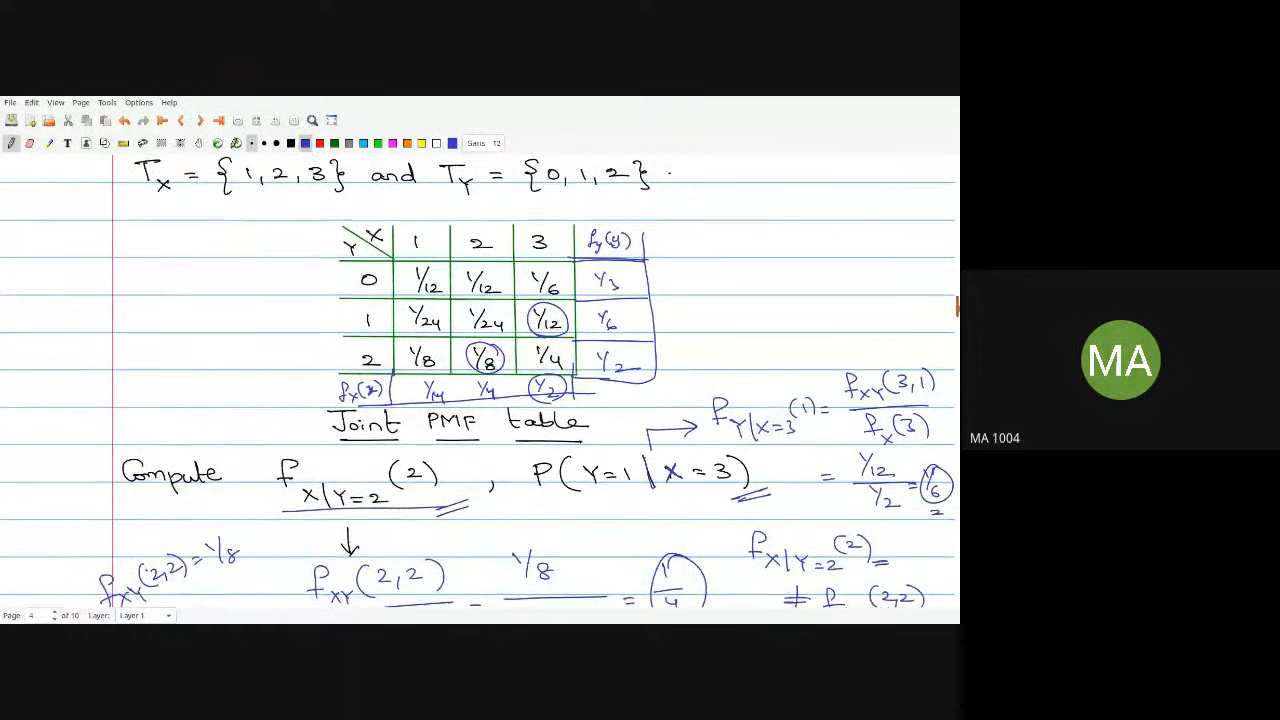 File Edit View Page Tools Options Help
Sans 12
T_X = {1, 2, 3} and T_Y = {0, 1, 2}.
Y X 1 2 3 f_Y(y)
0 1/12 1/12 1/6 1/3
1 1/24 1/24 1/12 1/6
2 1/8 1/8 1/4 1/2
f_X(x) 1/4 1/4 1/2
Joint PMF table
f_{Y|X=3}(1) = f_{XY}(3,1) / f_X(3)
= 1/12 / 1/2 = 1/6
Compute f_{X|Y=2}(2), P(Y=1 | X=3)
f_{XY}(2,2) = 1/8
↓
f_{XY}(2,2) = 1/8 = 1/4
f_{X|Y=2}(2) =
≠ f (2,2)
MA
MA 1004
Page 4 of 10 Layer: Layer 1